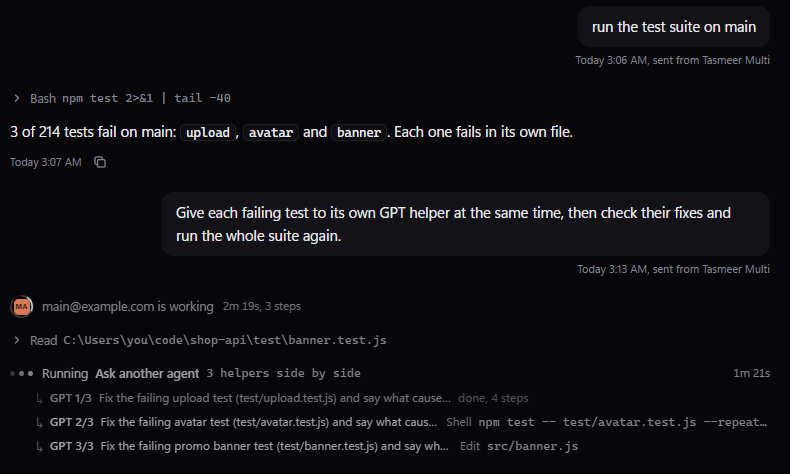 run the test suite on main
Today 3:06 AM, sent from Tasmeer Multi
Bash npm test 2>&1 | tail -40
3 of 214 tests fail on main: upload, avatar and banner. Each one fails in its own file.
Today 3:07 AM
Give each failing test to its own GPT helper at the same time, then check their fixes and
run the whole suite again.
Today 3:13 AM, sent from Tasmeer Multi
MA main@example.com is working 2m 19s, 3 steps
Read C:\Users\you\code\shop-api\test\banner.test.js
Running Ask another agent 3 helpers side by side 1m 21s
GPT 1/3 Fix the failing upload test (test/upload.test.js) and say what cause... done, 4 steps
GPT 2/3 Fix the failing avatar test (test/avatar.test.js) and say what caus... Shell npm test -- test/avatar.test.js --repeat...
GPT 3/3 Fix the failing promo banner test (test/banner.test.js) and say wh... Edit src/banner.js